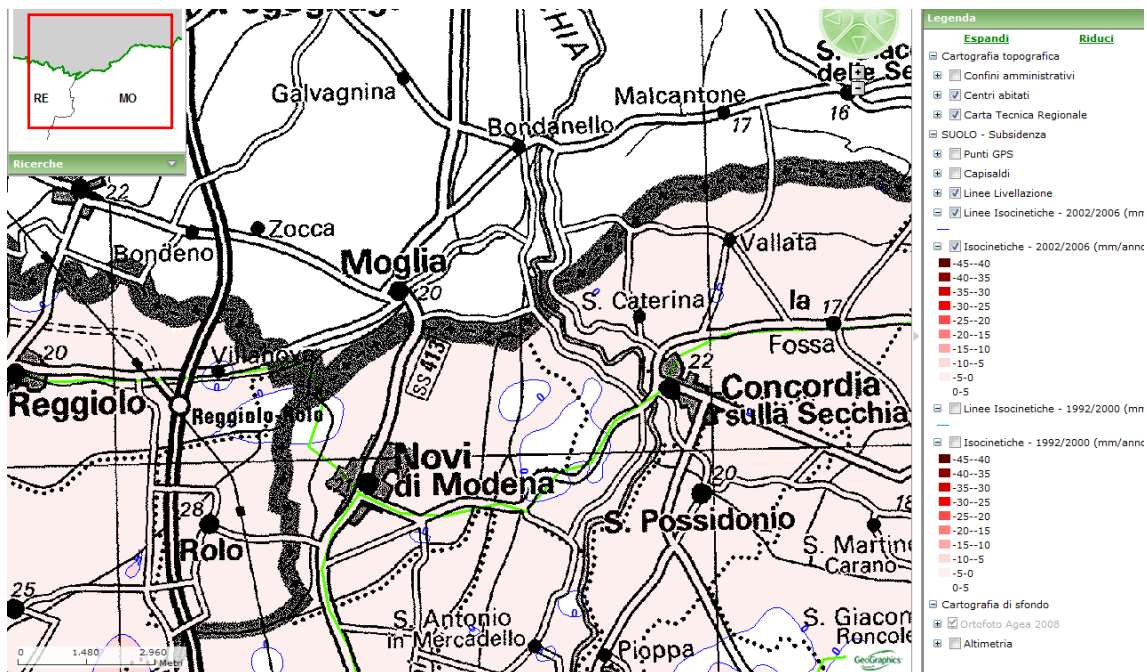 RE
MO
Ricerche
CHIA
Galvagnina
Malcantone
17
16
Bondanello
22
Bondeno
Zocca
Moglia
20
Vallata
S. Caterina
la
17
Fossa
SS 413
20
Reggiolo
Reggiolo-Rolo
22
Concordia
sulla Secchia
Novi
di Modena
28
Rolo
25
20
S. Possidonio
18
S. Martin
Carano
S. Antonio
in Mercadello
Pioppa
S. Giacom
Roncole
0 1.480 2.960
Metri
GeoGraphics
Legenda
Espandi Riduci
Cartografia topografica
Confini amministrativi
Centri abitati
Carta Tecnica Regionale
SUOLO - Subsidenza
Punti GPS
Capisaldi
Linee Livellazione
Linee Isocinetiche - 2002/2006 (mm
Isocinetiche - 2002/2006 (mm/anno
-45--40
-40--35
-35--30
-30--25
-25--20
-20--15
-15--10
-10--5
-5-0
0-5
Linee Isocinetiche - 1992/2000 (mm
Isocinetiche - 1992/2000 (mm/anno
-45--40
-40--35
-35--30
-30--25
-25--20
-20--15
-15--10
-10--5
-5-0
0-5
Cartografia di sfondo
Ortofoto Agea 2008
Altimetria